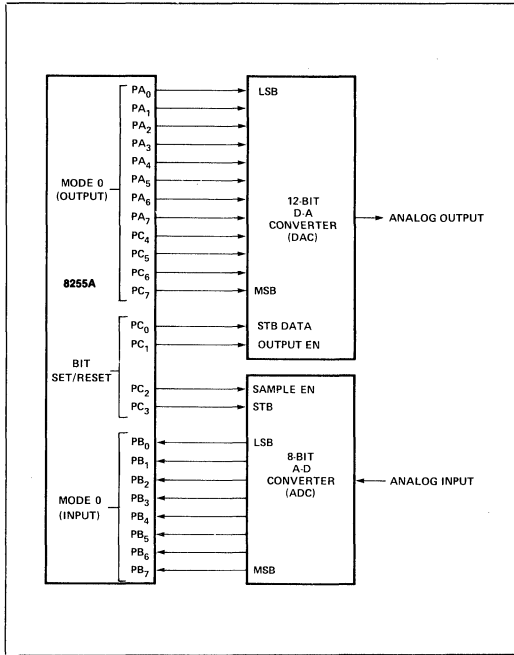 PA0
LSB
PA1
PA2
PA3
PA4
MODE 0
(OUTPUT)
PA5
PA6
PA7
PC4
12-BIT
D-A
CONVERTER
(DAC)
ANALOG OUTPUT
PC5
PC6
8255A
PC7
MSB
PC0
STB DATA
PC1
OUTPUT EN
BIT
SET/RESET
PC2
SAMPLE EN
PC3
STB
PB0
LSB
PB1
PB2
PB3
MODE 0
(INPUT)
8-BIT
A-D
CONVERTER
(ADC)
ANALOG INPUT
PB4
PB5
PB6
PB7
MSB